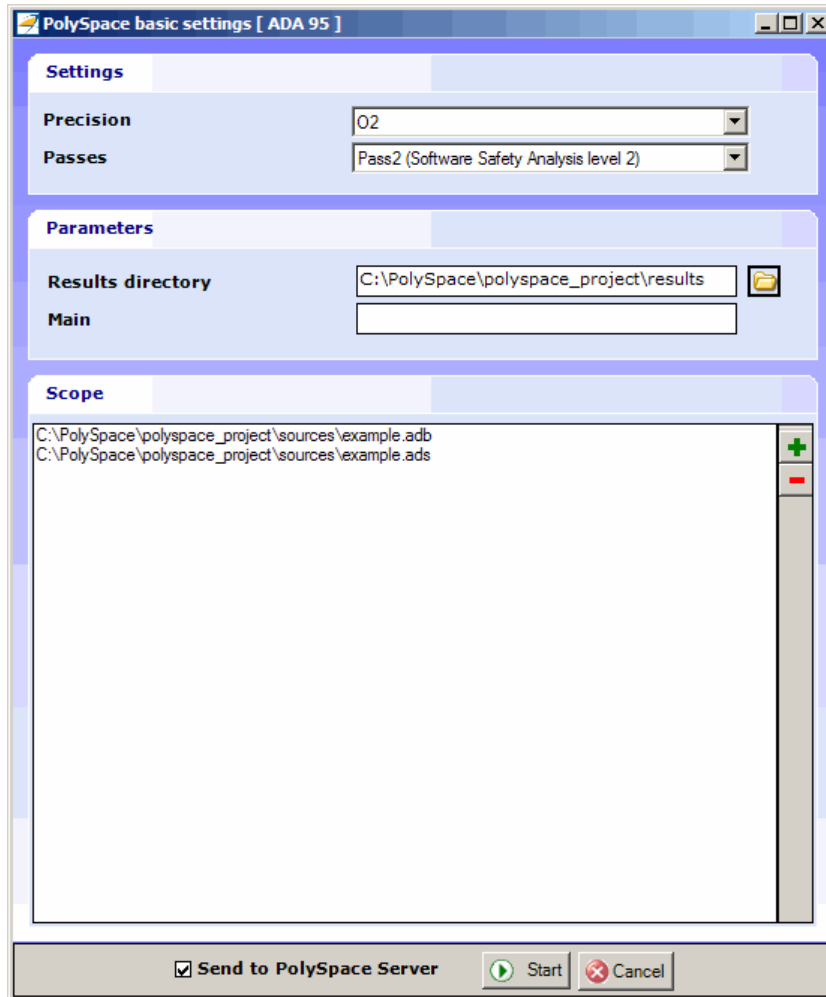 PolySpace basic settings [ ADA 95 ]
Settings
Precision O2
Passes Pass2 (Software Safety Analysis level 2)
Parameters
Results directory C:\PolySpace\polyspace_project\results
Main
Scope
C:\PolySpace\polyspace_project\sources\example.adb
C:\PolySpace\polyspace_project\sources\example.ads
Send to PolySpace Server Start Cancel